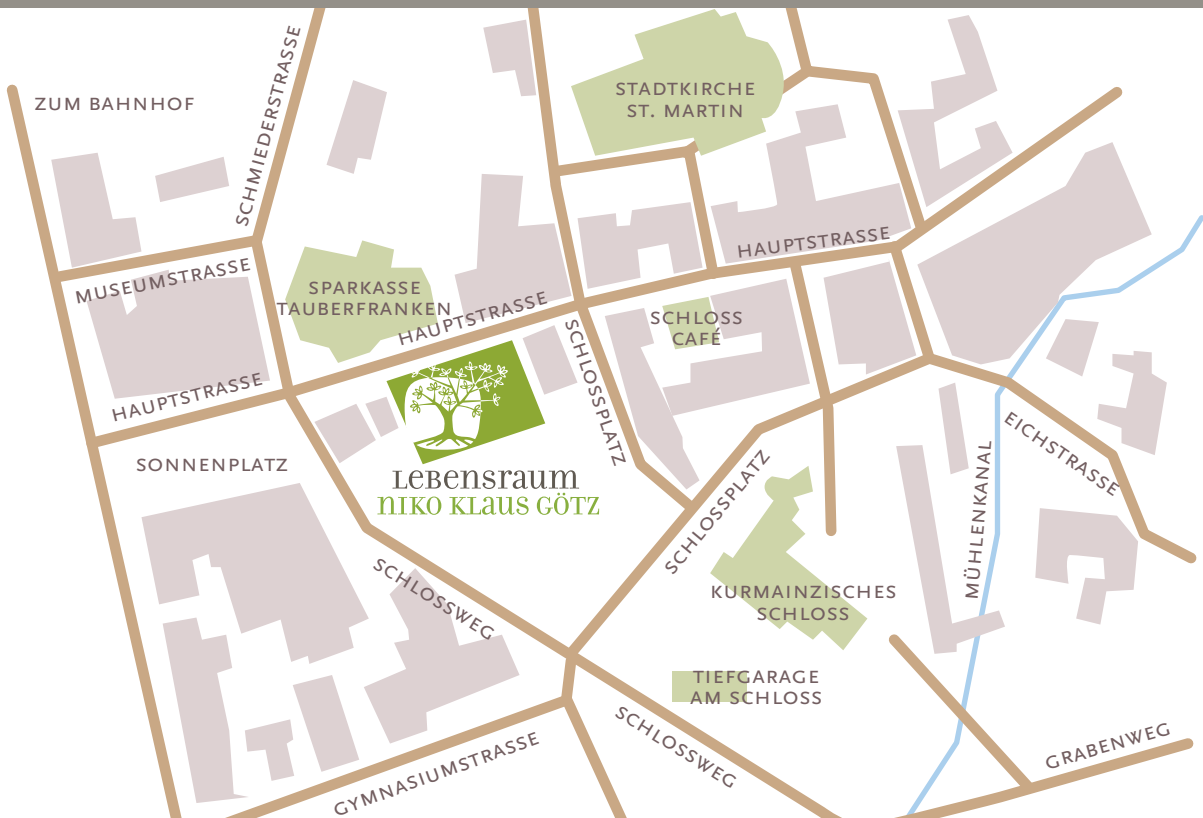 STADTKIRCHE
ST. MARTIN
ZUM BAHNHOF
SCHMIEDERSTRASSE
HAUPTSTRASSE
MUSEUMSTRASSE
SPARKASSE
TAUBERFRANKEN
HAUPTSTRASSE
SCHLOSS
CAFÉ
SCHLOSSPLATZ
HAUPTSTRASSE
SONNENPLATZ
LEBENSRAUM
NIKO KLAUS GÖTZ
EICHSTRASSE
SCHLOSSPLATZ
MÜHLENKANAL
SCHLOSSWEG
KURMAINZISCHES
SCHLOSS
TIEFGARAGE
AM SCHLOSS
SCHLOSSWEG
GYMNASIUMSTRASSE
GRABENWEG